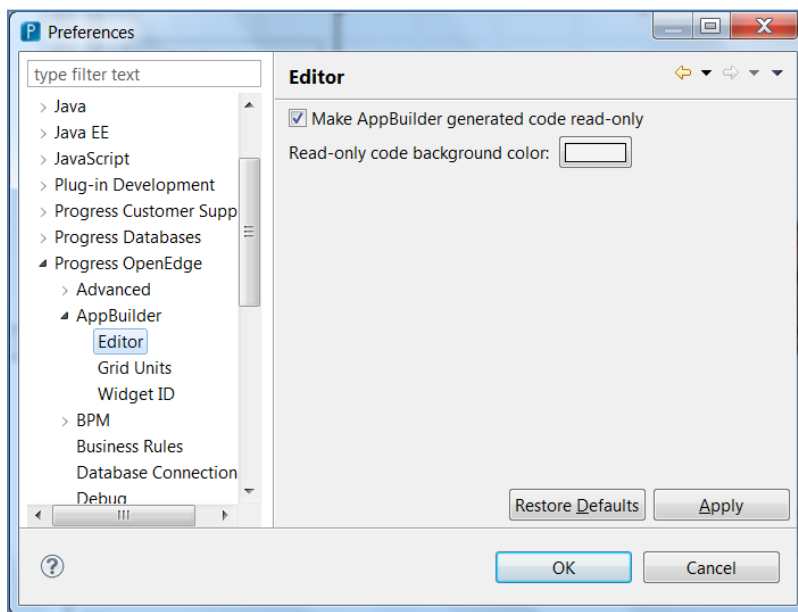 Preferences
type filter text
Java
Java EE
JavaScript
Plug-in Development
Progress Customer Supp
Progress Databases
Progress OpenEdge
Advanced
AppBuilder
Editor
Grid Units
Widget ID
BPM
Business Rules
Database Connection
Debug
Editor
Make AppBuilder generated code read-only
Read-only code background color:
Restore Defaults
Apply
OK
Cancel